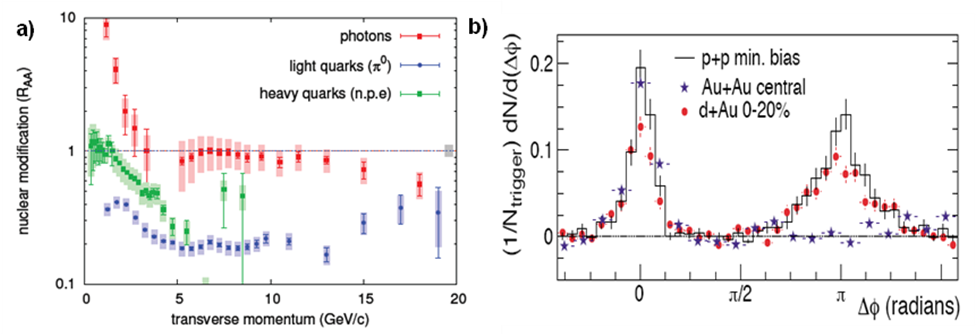 a)
10
1
0.1
nuclear modification (R_AA)
photons
light quarks (π⁰)
heavy quarks (n.p.e)
0
5
10
15
20
transverse momentum (GeV/c)
b)
(1/N_trigger) dN/d(Δϕ)
0.2
0.1
0
p+p min. bias
Au+Au central
d+Au 0-20%
0
π/2
π
Δϕ (radians)